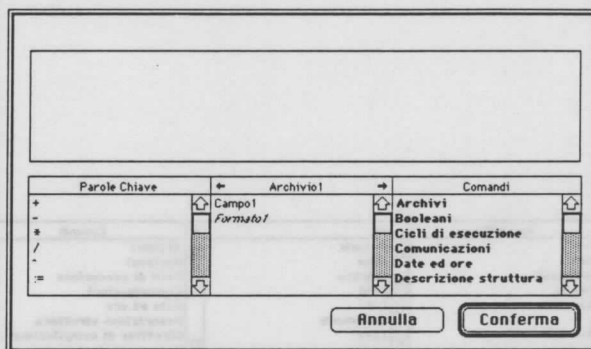 Parole Chiave
← Archivio1 →
Comandi
+
-
*
/
^
:=
Campo1
Formato1
Archivi
Booleani
Cicli di esecuzione
Comunicazioni
Date ed ore
Descrizione struttura
Annulla
Conferma